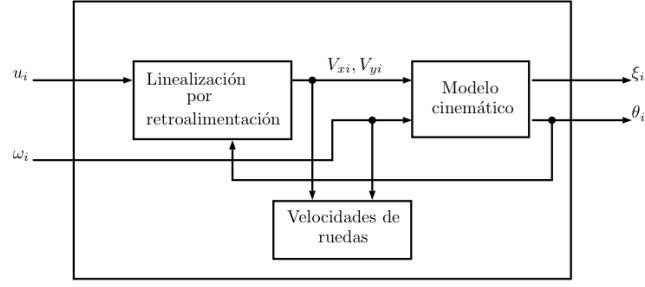 u_i
ω_i
Linealización
por
retroalimentación
V_{xi}, V_{yi}
Modelo
cinemático
Velocidades de
ruedas
ξ_i
θ_i